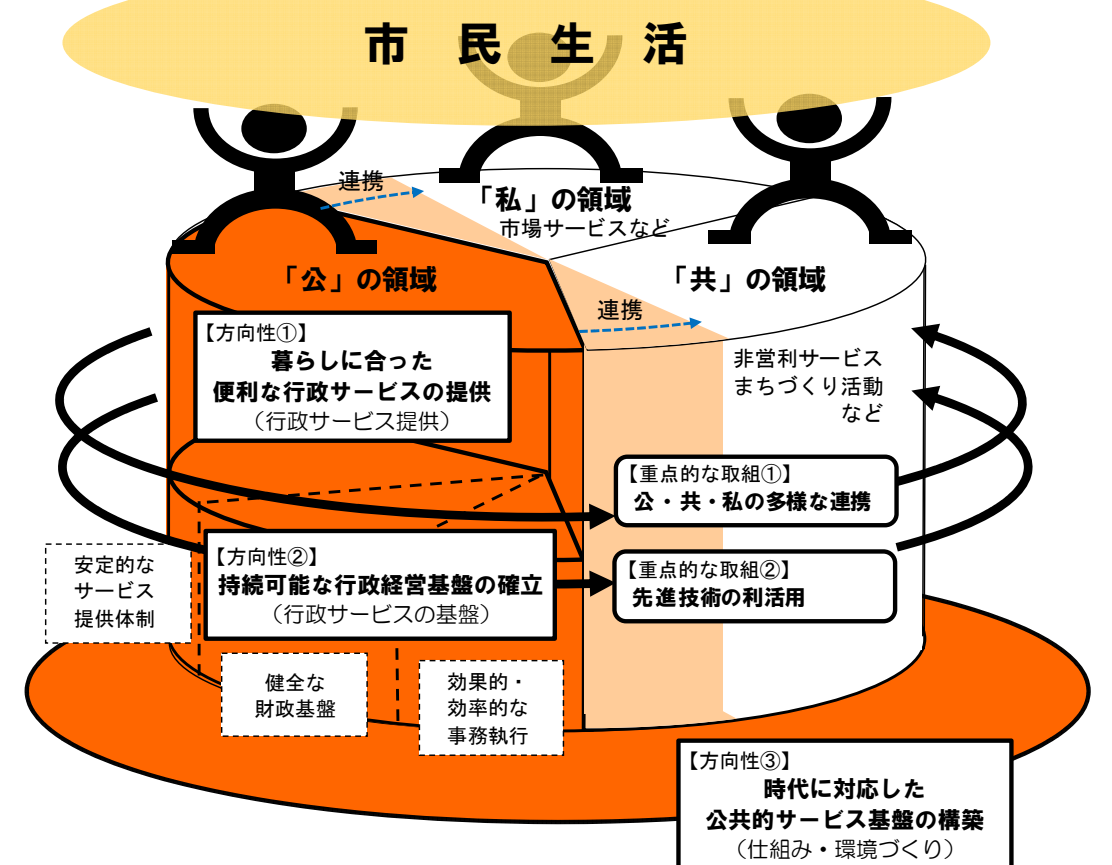 市民生活
連携
「私」の領域
市場サービスなど
「公」の領域
「共」の領域
連携
【方向性①】
暮らしに合った
便利な行政サービスの提供
（行政サービス提供）
非営利サービス
まちづくり活動
など
【重点的な取組①】
公・共・私の多様な連携
【方向性②】
持続可能な行政経営基盤の確立
（行政サービスの基盤）
【重点的な取組②】
先進技術の利活用
安定的な
サービス
提供体制
健全な
財政基盤
効果的・
効率的な
事務執行
【方向性③】
時代に対応した
公共的サービス基盤の構築
（仕組み・環境づくり）